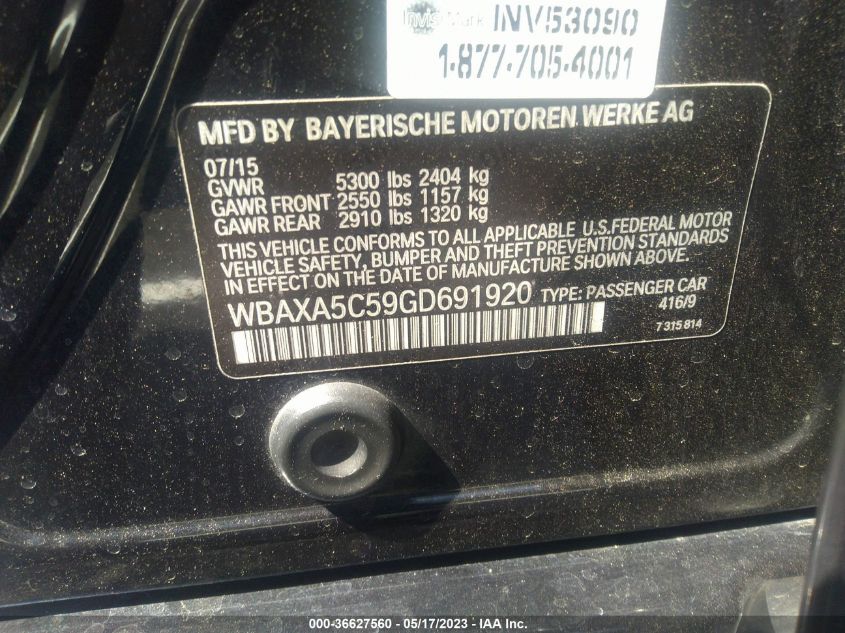 INV53090
1-877-705-4001
MFD BY BAYERISCHE MOTOREN WERKE AG
07/15
GVWR 5300 lbs 2404 kg
GAWR FRONT 2550 lbs 1157 kg
GAWR REAR 2910 lbs 1320 kg
THIS VEHICLE CONFORMS TO ALL APPLICABLE U.S.FEDERAL MOTOR
VEHICLE SAFETY, BUMPER AND THEFT PREVENTION STANDARDS
IN EFFECT ON THE DATE OF MANUFACTURE SHOWN ABOVE.
WBAXA5C59GD691920 TYPE: PASSENGER CAR
416/9
7 315 814
000-36627560 — 05/17/2023 — IAA Inc.